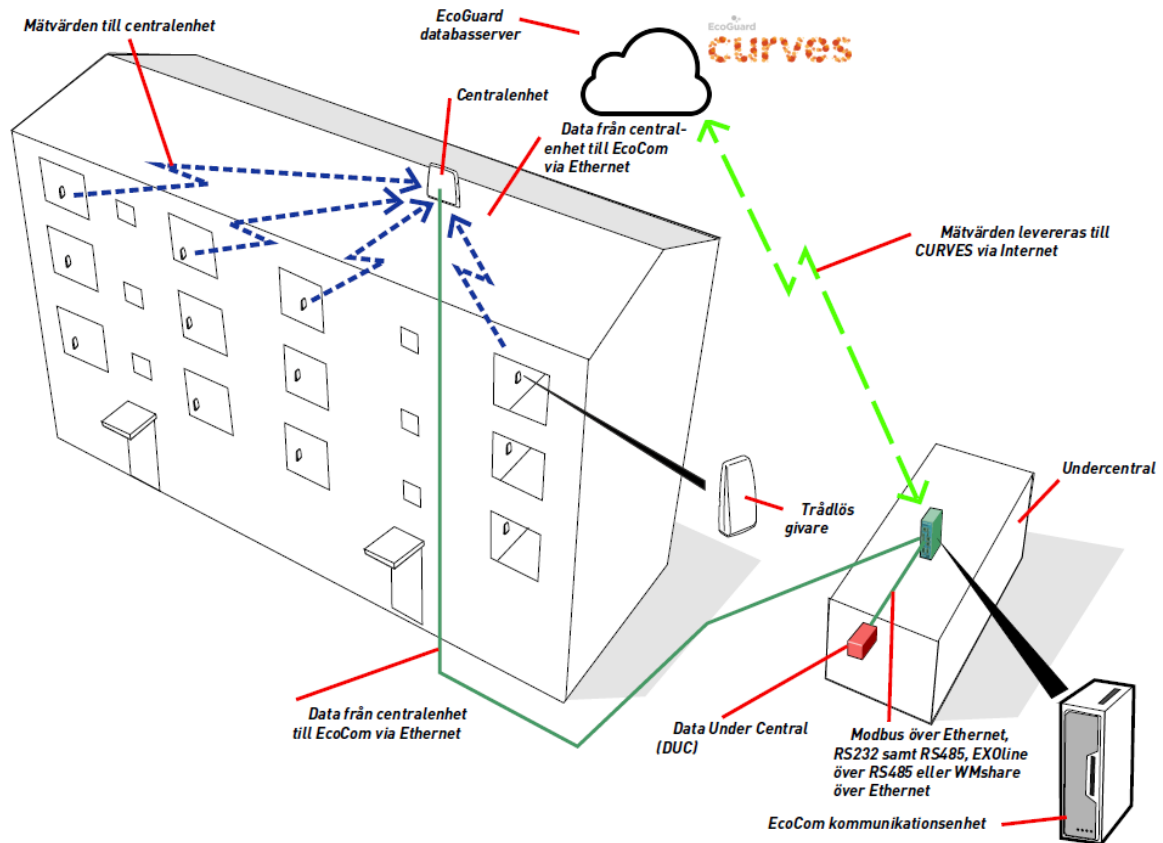 Mätvärden till centralenhet
EcoGuard
databasserver
EcoGuard
curves
Centralenhet
Data från central-
enhet till EcoCom
via Ethernet
Mätvärden levereras till
CURVES via Internet
Undercentral
Trådlös
givare
Data från centralenhet
till EcoCom via Ethernet
Data Under Central
(DUC)
Modbus över Ethernet,
RS232 samt RS485, EXOline
över RS485 eller WMshare
över Ethernet
EcoCom kommunikationsenhet